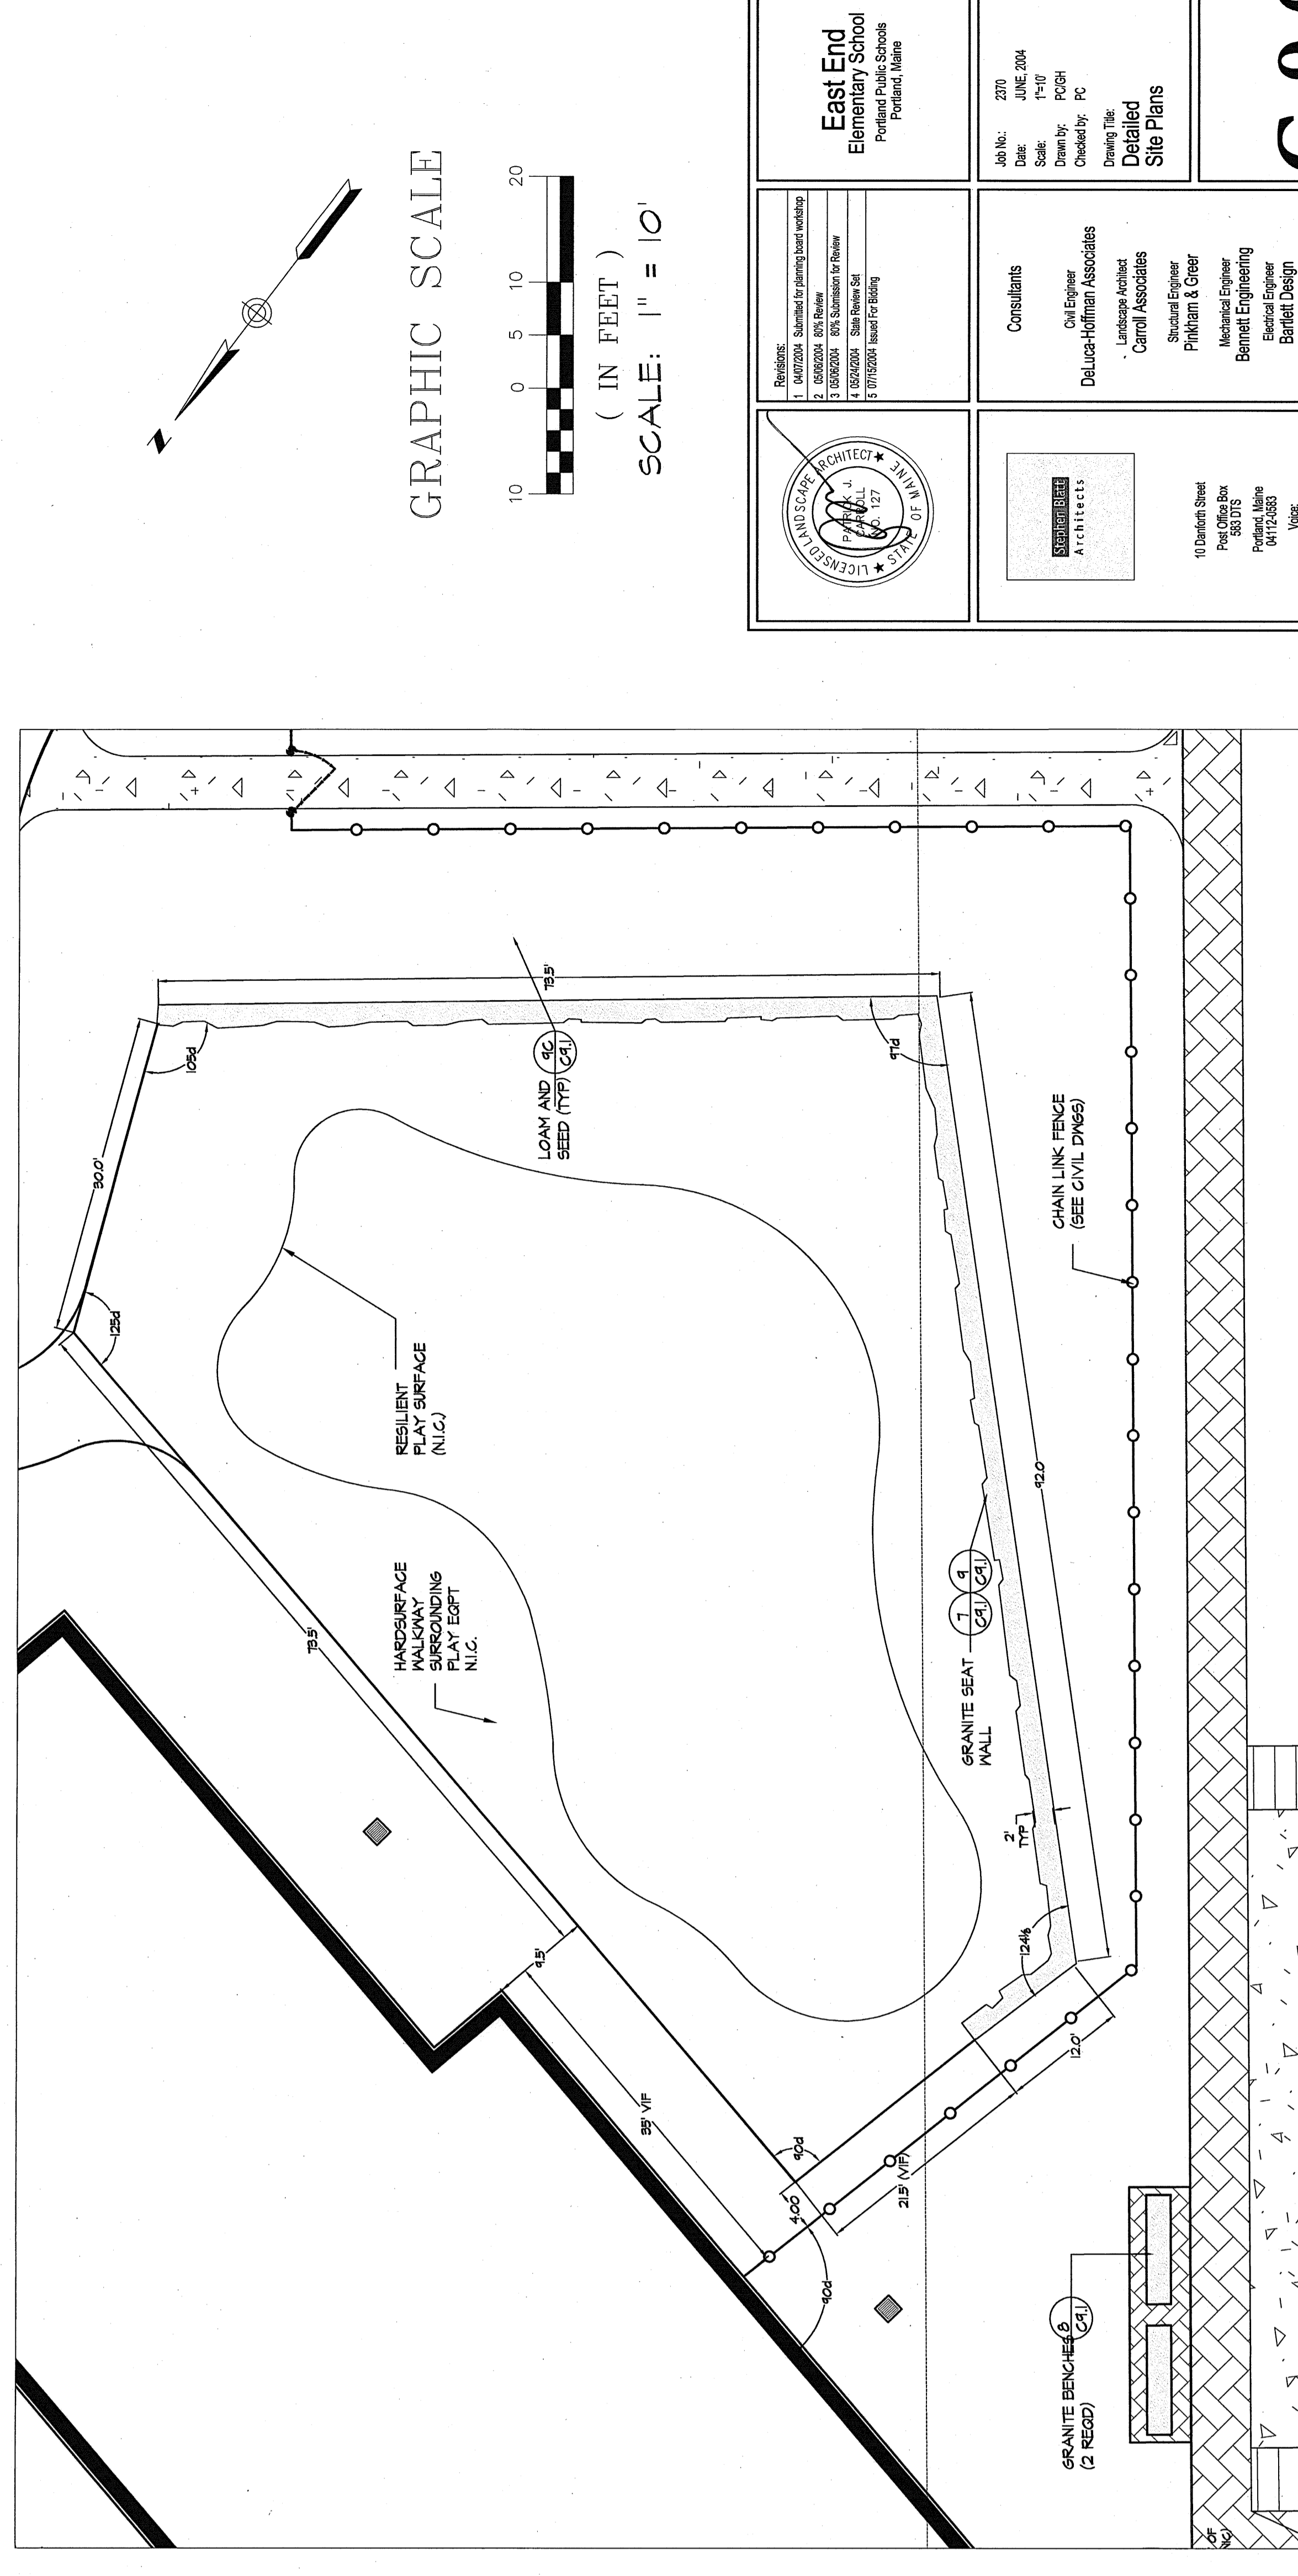 N
GRAPHIC SCALE
10 0 5 10 20
( IN FEET )
SCALE: 1" = 10'
LICENSED LANDSCAPE ARCHITECT
STATE OF MAINE
PATRICK J.
CARROLL
NO. 127
Revisions:
1 04/07/2004 Submitted for planning board workshop
2 05/06/2004 80% Review
3 05/06/2004 80% Submission for Review
4 05/24/2004 State Review Set
5 07/15/2004 Issued For Bidding
East End
Elementary School
Portland Public Schools
Portland, Maine
Stephen Blatt
Architects
10 Danforth Street
Post Office Box
583 DTS
Portland, Maine
04112-0583
Voice:
Consultants
Civil Engineer
DeLuca-Hoffman Associates
Landscape Architect
Carroll Associates
Structural Engineer
Pinkham & Greer
Mechanical Engineer
Bennett Engineering
Electrical Engineer
Bartlett Design
Job No.: 2370
Date: JUNE, 2004
Scale: 1"=10'
Drawn by: PC/GH
Checked by: PC
Drawing Title:
Detailed
Site Plans
30.0'
125d
105d
73.5'
97d
LOAM AND
SEED (TYP)
9C
C9.1
RESILIENT
PLAY SURFACE
(N.I.C.)
HARDSURFACE
WALKWAY
SURROUNDING
PLAY EQPT
N.I.C.
73.5'
CHAIN LINK FENCE
(SEE CIVIL DWGS)
92.0
GRANITE SEAT
WALL
7
C9.1
9
C9.1
2'
TYP
124½
9.5'
35' VIF
90d
4.00
21.5' (VIF)
12.0'
90d
GRANITE BENCHES
(2 REQD)
8
C9.1
OF